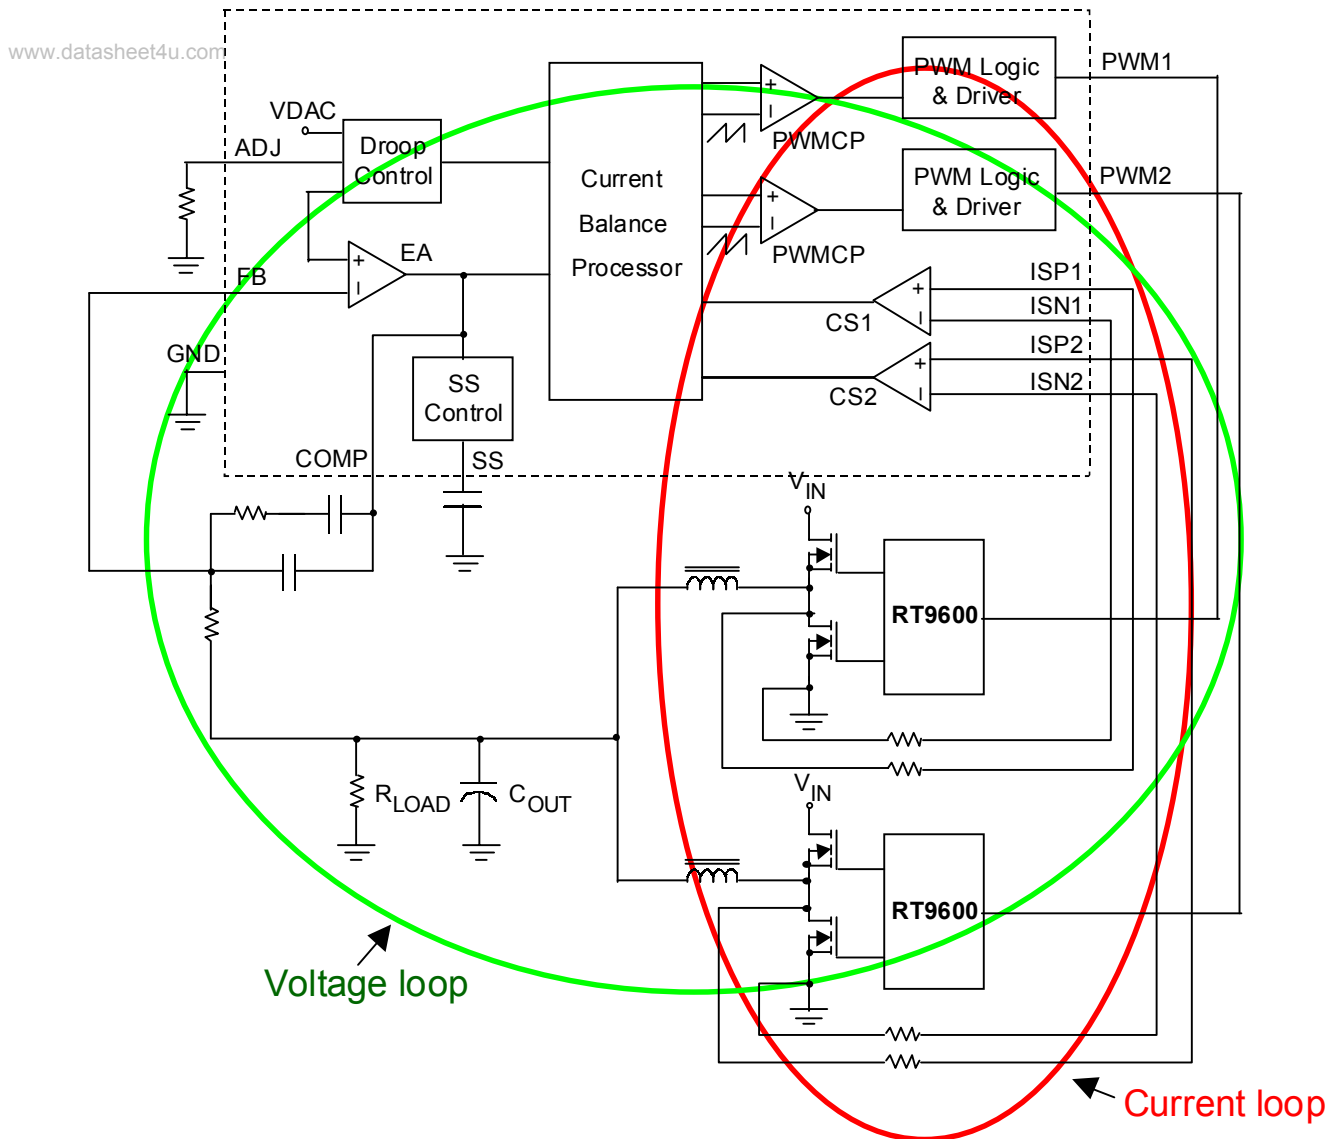 www.datasheet4u.com
PWM Logic
& Driver
PWM1
VDAC
ADJ
Droop
Control
+
−
PWMCP
PWM Logic
& Driver
PWM2
Current
Balance
Processor
+
−
PWMCP
EA
+
−
FB
ISP1
+
ISN1
−
CS1
GND
ISP2
+
ISN2
−
CS2
SS
Control
COMP
SS
VIN
RT9600
VIN
RLOAD
COUT
RT9600
Voltage loop
Current loop